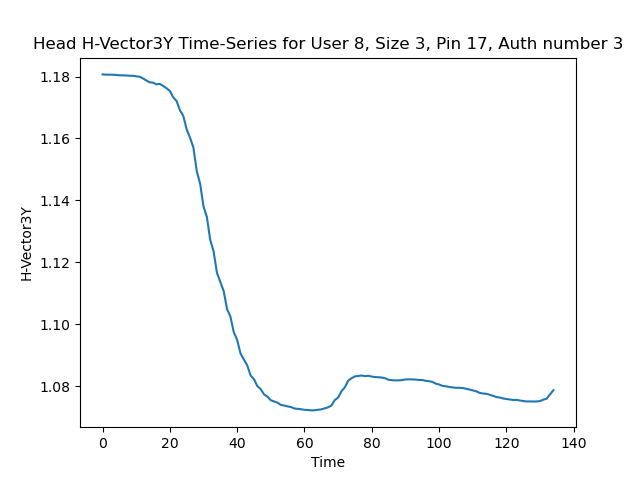 Head H-Vector3Y Time-Series for User 8, Size 3, Pin 17, Auth number 3
1.18
1.16
1.14
1.12
1.10
1.08
H-Vector3Y
0 20 40 60 80 100 120 140
Time